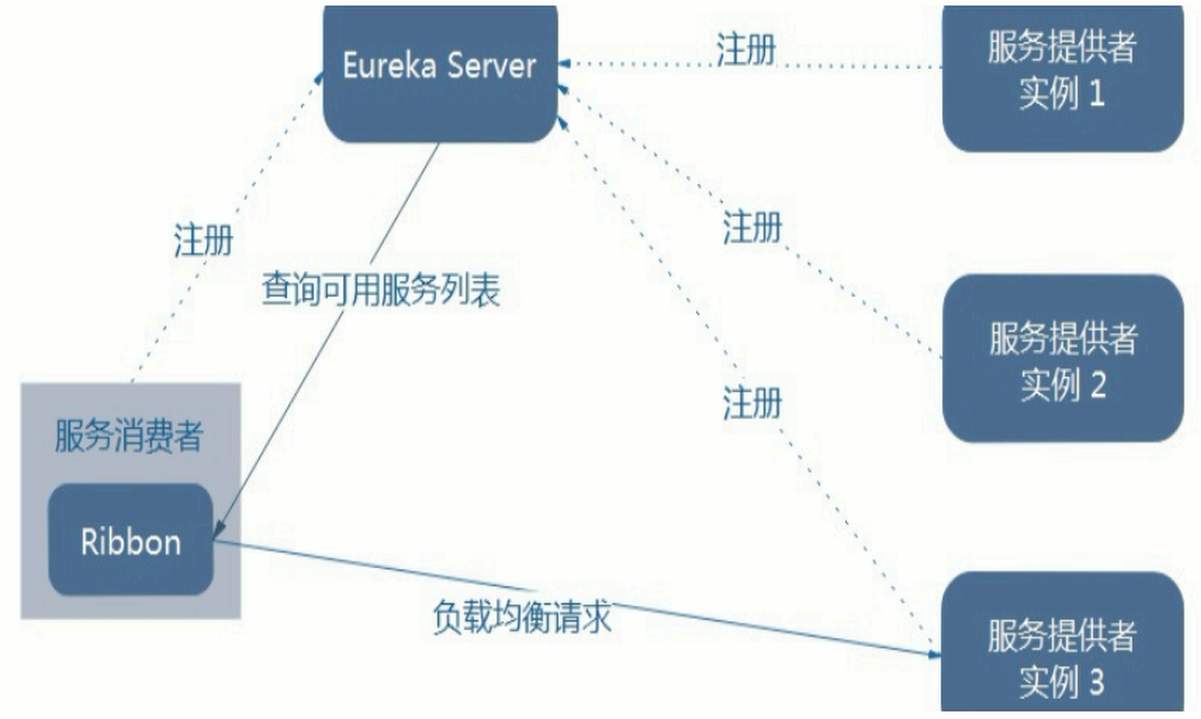 Eureka Server
注册
服务提供者
实例 1
注册
注册
查询可用服务列表
服务提供者
实例 2
注册
服务消费者
Ribbon
负载均衡请求
服务提供者
实例 3